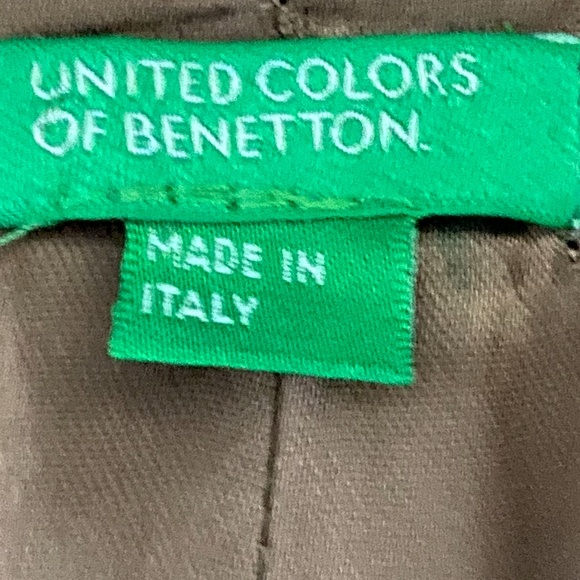 UNITED COLORS
OF BENETTON.
MADE IN
ITALY